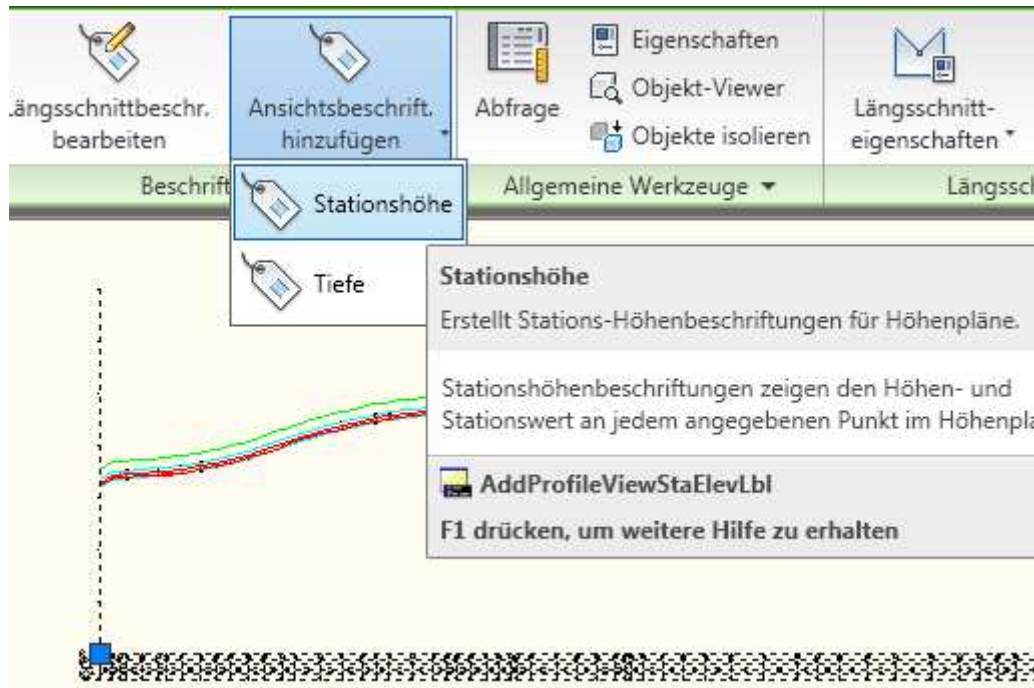 ängsschnittbeschr.
bearbeiten
Ansichtsbeschrift.
hinzufügen
Abfrage
Eigenschaften
Objekt-Viewer
Objekte isolieren
Längsschnitt-
eigenschaften
Beschrift
Allgemeine Werkzeuge
Längssch
Stationshöhe
Tiefe
Stationshöhe
Erstellt Stations-Höhenbeschriftungen für Höhenpläne.
Stationshöhenbeschriftungen zeigen den Höhen- und
Stationswert an jedem angegebenen Punkt im Höhenpla
AddProfileViewStaElevLbl
F1 drücken, um weitere Hilfe zu erhalten